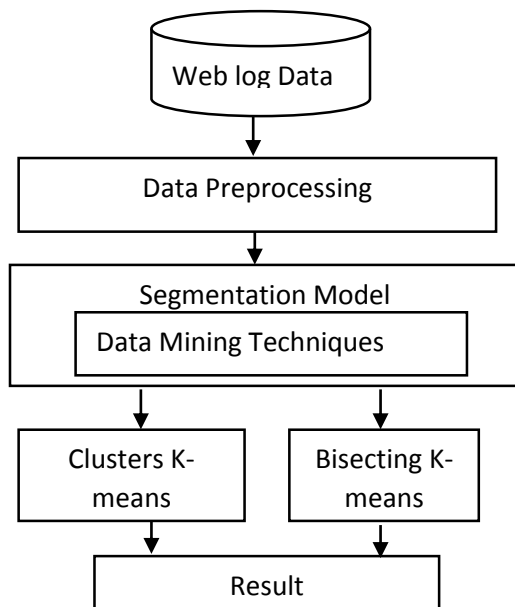 Web log Data
Data Preprocessing
Segmentation Model
Data Mining Techniques
Clusters K-
means
Bisecting K-
means
Result